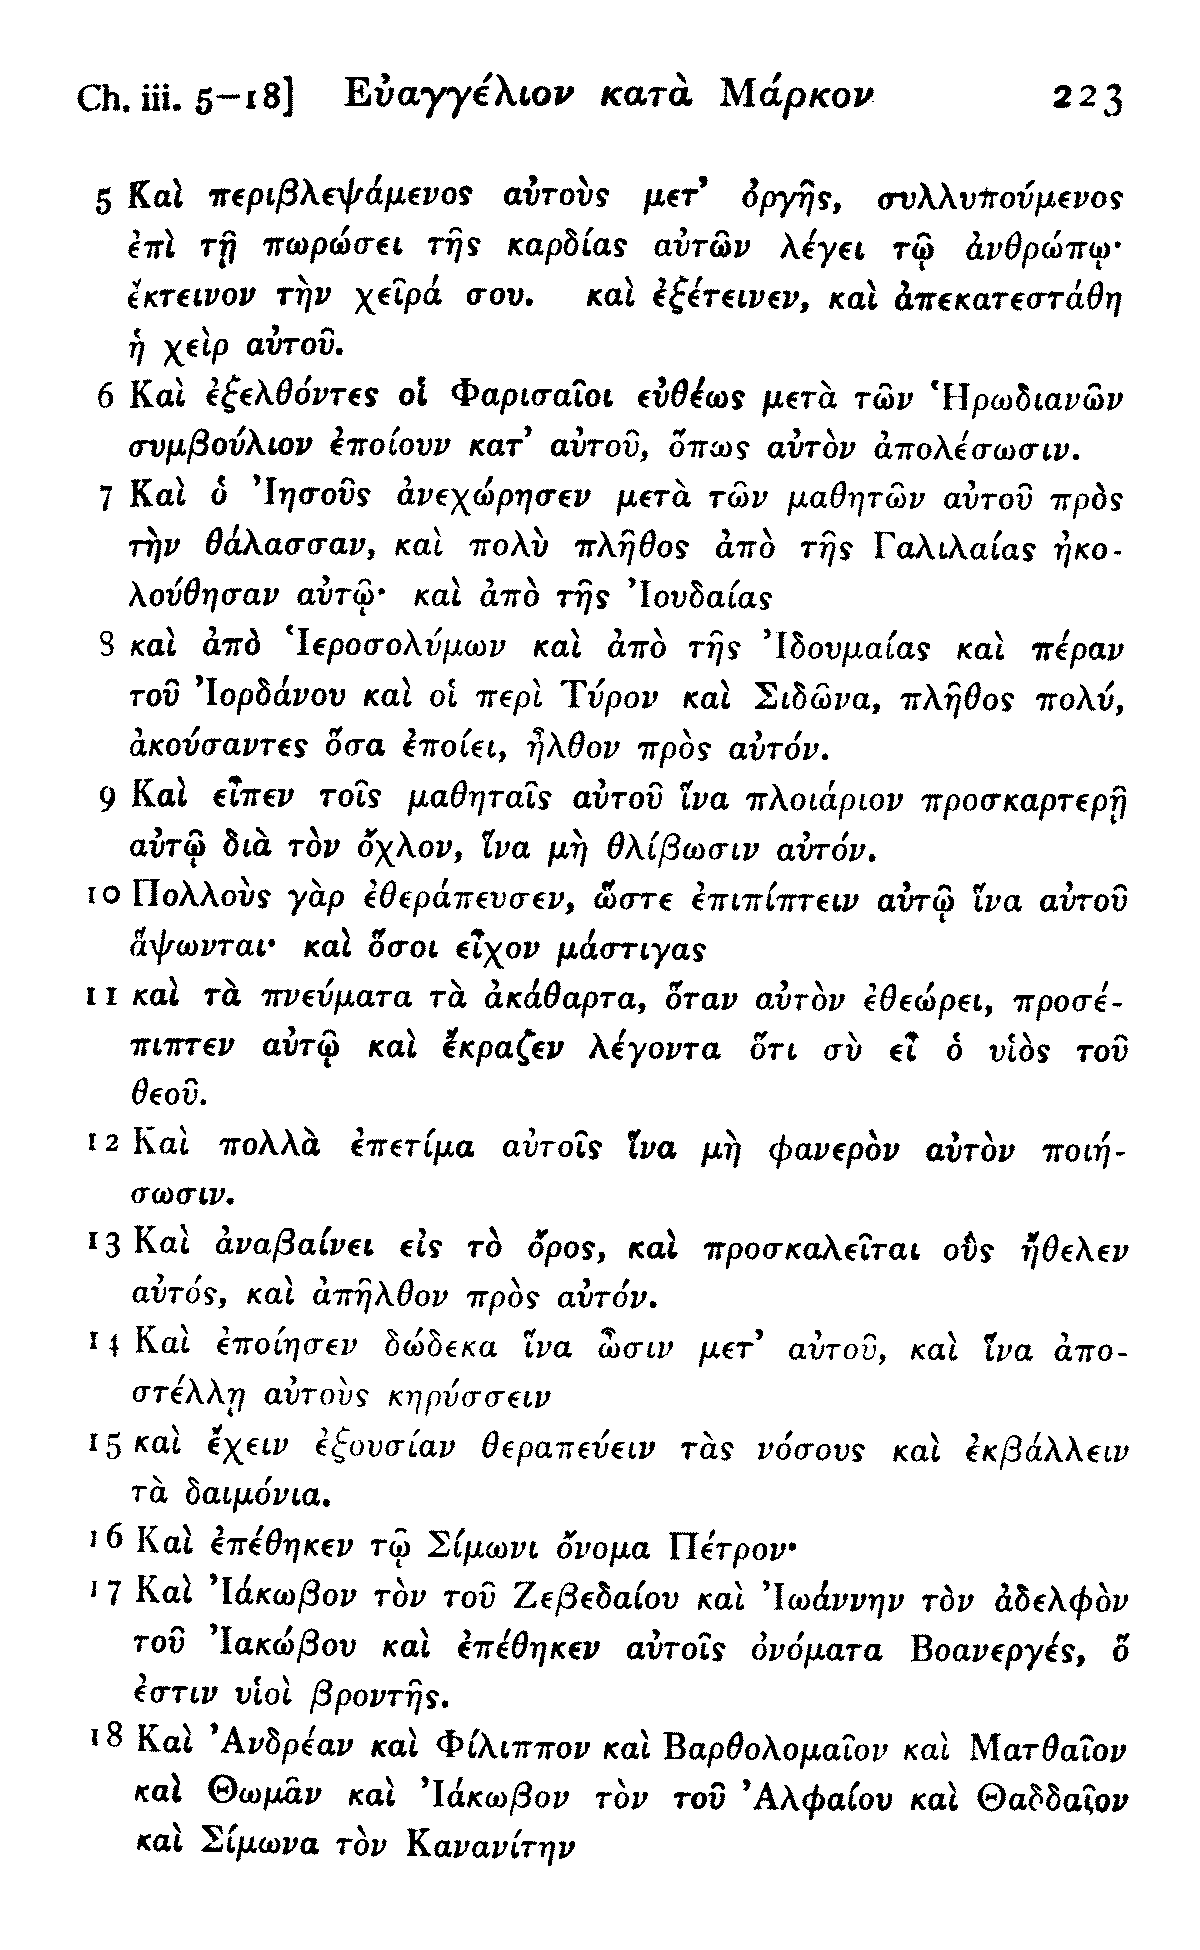 Ch. iii. 5—18] Εὐαγγέλιον κατὰ Μάρκον 223
5 Καὶ περιβλεψάμενος αὐτοὺς μετ’ ὀργῆς, συλλυπούμενος
ἐπὶ τῇ πωρώσει τῆς καρδίας αὐτῶν λέγει τῷ ἀνθρώπῳ·
ἔκτεινον τὴν χεῖρά σου. καὶ ἐξέτεινεν, καὶ ἀπεκατεστάθη
ἡ χεὶρ αὐτοῦ.
6 Καὶ ἐξελθόντες οἱ Φαρισαῖοι εὐθέως μετὰ τῶν Ἡρωδιανῶν
συμβούλιον ἐποίουν κατ’ αὐτοῦ, ὅπως αὐτὸν ἀπολέσωσιν.
7 Καὶ ὁ Ἰησοῦς ἀνεχώρησεν μετὰ τῶν μαθητῶν αὐτοῦ πρὸς
τὴν θάλασσαν, καὶ πολὺ πλῆθος ἀπὸ τῆς Γαλιλαίας ἠκο-
λούθησαν αὐτῷ· καὶ ἀπὸ τῆς Ἰουδαίας
8 καὶ ἀπὸ Ἱεροσολύμων καὶ ἀπὸ τῆς Ἰδουμαίας καὶ πέραν
τοῦ Ἰορδάνου καὶ οἱ περὶ Τύρον καὶ Σιδῶνα, πλῆθος πολύ,
ἀκούσαντες ὅσα ἐποίει, ἦλθον πρὸς αὐτόν.
9 Καὶ εἶπεν τοῖς μαθηταῖς αὐτοῦ ἵνα πλοιάριον προσκαρτερῇ
αὐτῷ διὰ τὸν ὄχλον, ἵνα μὴ θλίβωσιν αὐτόν.
10 Πολλοὺς γὰρ ἐθεράπευσεν, ὥστε ἐπιπίπτειν αὐτῷ ἵνα αὐτοῦ
ἅψωνται· καὶ ὅσοι εἶχον μάστιγας
11 καὶ τὰ πνεύματα τὰ ἀκάθαρτα, ὅταν αὐτὸν ἐθεώρει, προσέ-
πιπτεν αὐτῷ καὶ ἔκραζεν λέγοντα ὅτι σὺ εἶ ὁ υἱὸς τοῦ
θεοῦ.
12 Καὶ πολλὰ ἐπετίμα αὐτοῖς ἵνα μὴ φανερὸν αὐτὸν ποιή-
σωσιν.
13 Καὶ ἀναβαίνει εἰς τὸ ὄρος, καὶ προσκαλεῖται οὓς ἤθελεν
αὐτός, καὶ ἀπῆλθον πρὸς αὐτόν.
14 Καὶ ἐποίησεν δώδεκα ἵνα ὦσιν μετ’ αὐτοῦ, καὶ ἵνα ἀπο-
στέλλῃ αὐτοὺς κηρύσσειν
15 καὶ ἔχειν ἐξουσίαν θεραπεύειν τὰς νόσους καὶ ἐκβάλλειν
τὰ δαιμόνια.
16 Καὶ ἐπέθηκεν τῷ Σίμωνι ὄνομα Πέτρον·
17 Καὶ Ἰάκωβον τὸν τοῦ Ζεβεδαίου καὶ Ἰωάννην τὸν ἀδελφὸν
τοῦ Ἰακώβου καὶ ἐπέθηκεν αὐτοῖς ὀνόματα Βοανεργές, ὅ
ἐστιν υἱοὶ βροντῆς.
18 Καὶ Ἀνδρέαν καὶ Φίλιππον καὶ Βαρθολομαῖον καὶ Ματθαῖον
καὶ Θωμᾶν καὶ Ἰάκωβον τὸν τοῦ Ἀλφαίου καὶ Θαδδαῖον
καὶ Σίμωνα τὸν Κανανίτην